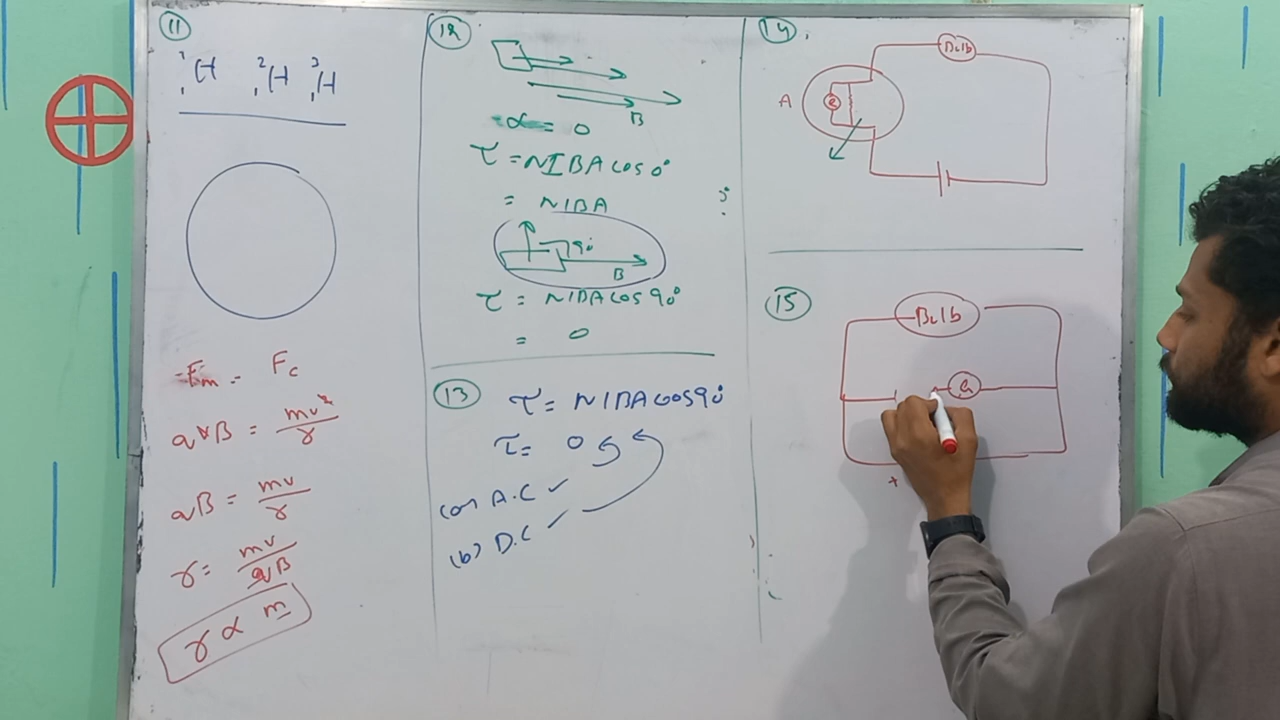 11
¹₁H ²₁H ³₁H
Fm = Fc
qvB = mv²/r
qB = mv/r
r = mv/qB
r ∝ m
12
B
α = 0
τ = NIBA cos 0°
= NIBA
90°
B
τ = NIBA cos 90°
= 0
13
τ = NIBA cos 90°
τ = 0
(a) A.C ✓
(b) D.C ✓
14
Bulb
A
G
15
Bulb
G
+